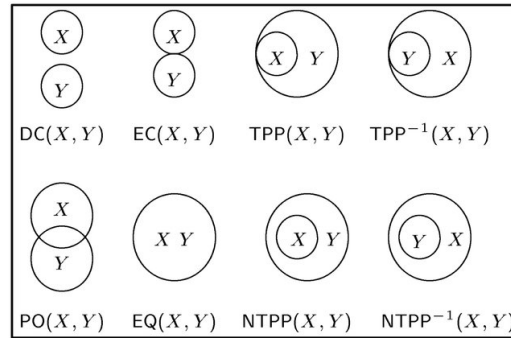 X X
X Y Y X
Y Y
DC(X, Y) EC(X, Y) TPP(X, Y) TPP⁻¹(X, Y)
X
X Y X Y Y X
Y
PO(X, Y) EQ(X, Y) NTPP(X, Y) NTPP⁻¹(X, Y)